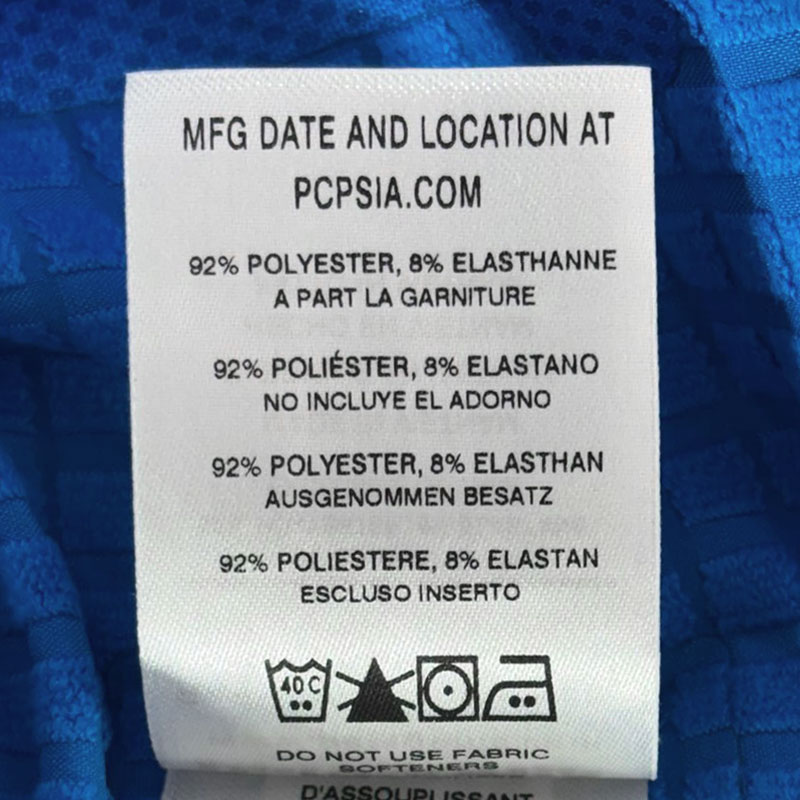 MFG DATE AND LOCATION AT
PCPSIA.COM
92% POLYESTER, 8% ELASTHANNE
A PART LA GARNITURE
92% POLIÉSTER, 8% ELASTANO
NO INCLUYE EL ADORNO
92% POLYESTER, 8% ELASTHAN
AUSGENOMMEN BESATZ
92% POLIESTERE, 8% ELASTAN
ESCLUSO INSERTO
40 C
DO NOT USE FABRIC
SOFTENERS
D'ASSOUPLISSANT